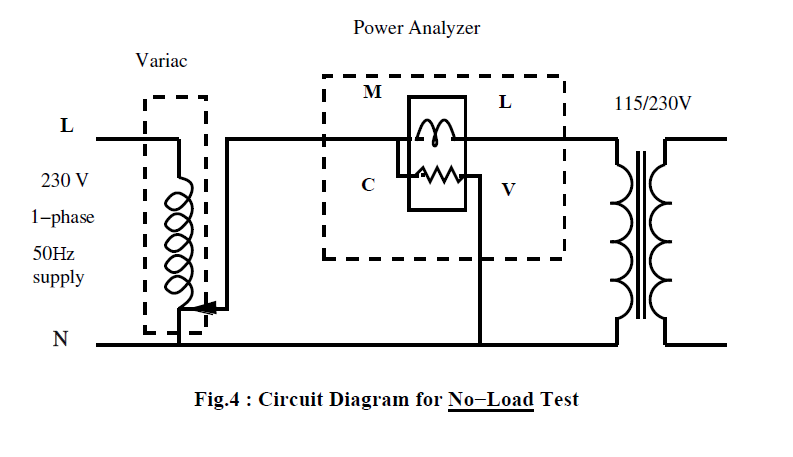 Power Analyzer
Variac
M
L
115/230V
L
230 V
C
V
1−phase
50Hz
supply
N
Fig.4 : Circuit Diagram for No−Load Test